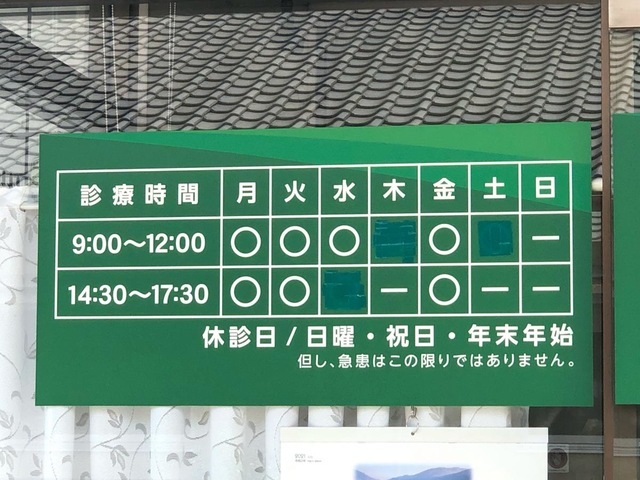 診療時間 月 火 水 木 金 土 日
9:00～12:00 ○ ○ ○ ○ ー
14:30～17:30 ○ ○ ー ○ ー ー
休診日/日曜・祝日・年末年始
但し、急患はこの限りではありません。